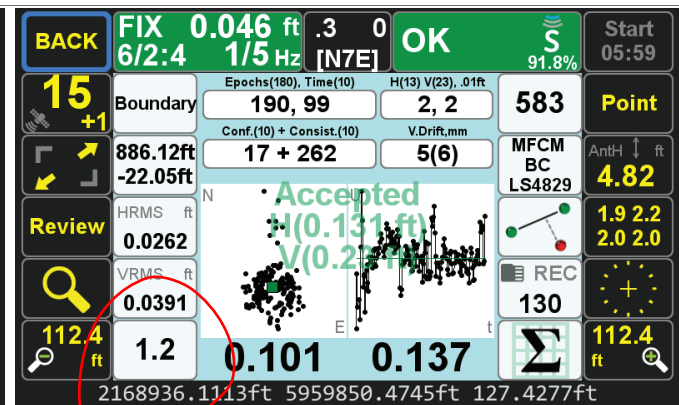 BACK
FIX 0.046 ft
6/2:4 1/5 Hz
.3 0
[N7E]
OK
S
91.8%
Start
05:59
15
+1
Boundary
Epochs(180), Time(10)
190, 99
H(13) V(23), .01ft
2, 2
583
Point
Conf.(10) + Consist.(10)
17 + 262
V.Drift,mm
5(6)
886.12ft
-22.05ft
MFCM
BC
LS4829
AntH ft
4.82
Review
HRMS ft
0.0262
N
U
Accepted
H(0.131 ft)
1.9 2.2
2.0 2.0
VRMS ft
0.0391
REC
130
E
t
112.4
ft
1.2
0.101
0.137
Σ
112.4
ft
2168936.1113ft 5959850.4745ft 127.4277ft